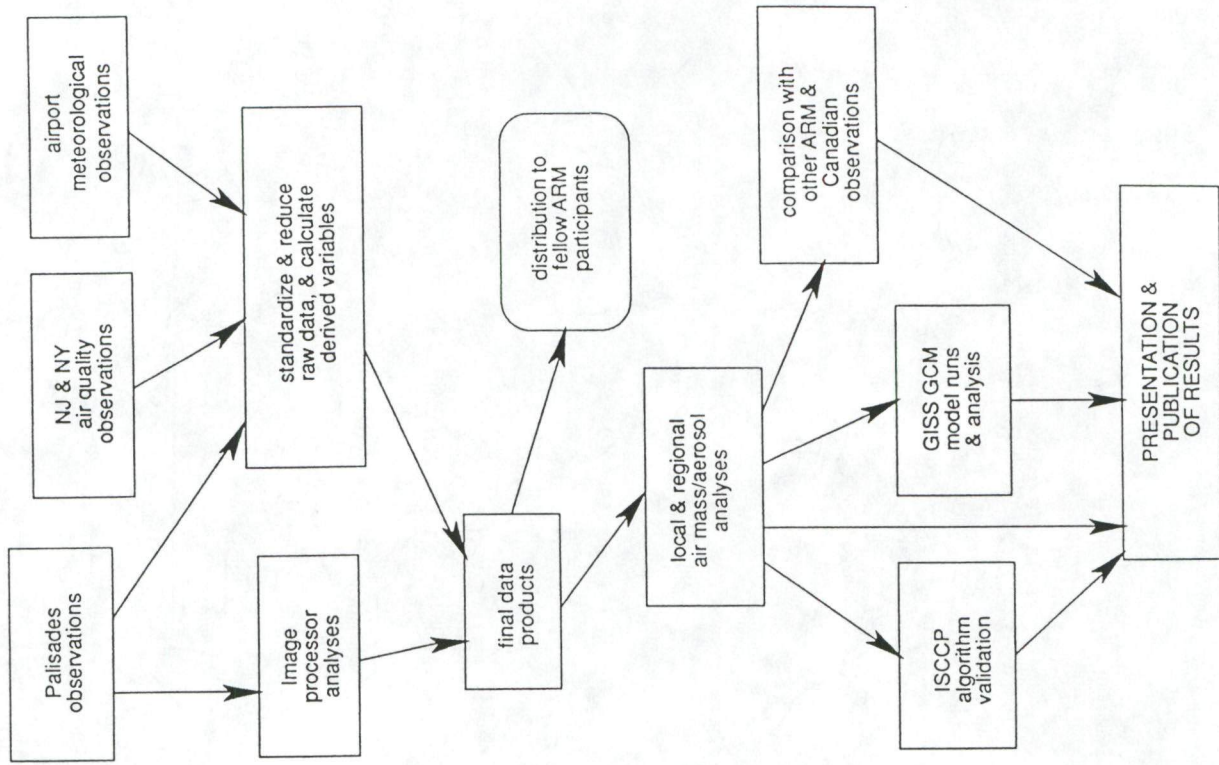 Palisades
observations
NJ & NY
air quality
observations
airport
meteorological
observations
Image
processor
analyses
standardize & reduce
raw data, & calculate
derived variables
final data
products
distribution to
fellow ARM
participants
local & regional
air mass/aerosol
analyses
ISCCP
algorithm
validation
GISS GCM
model runs
& analysis
comparison with
other ARM &
Canadian
observations
PRESENTATION &
PUBLICATION
OF RESULTS